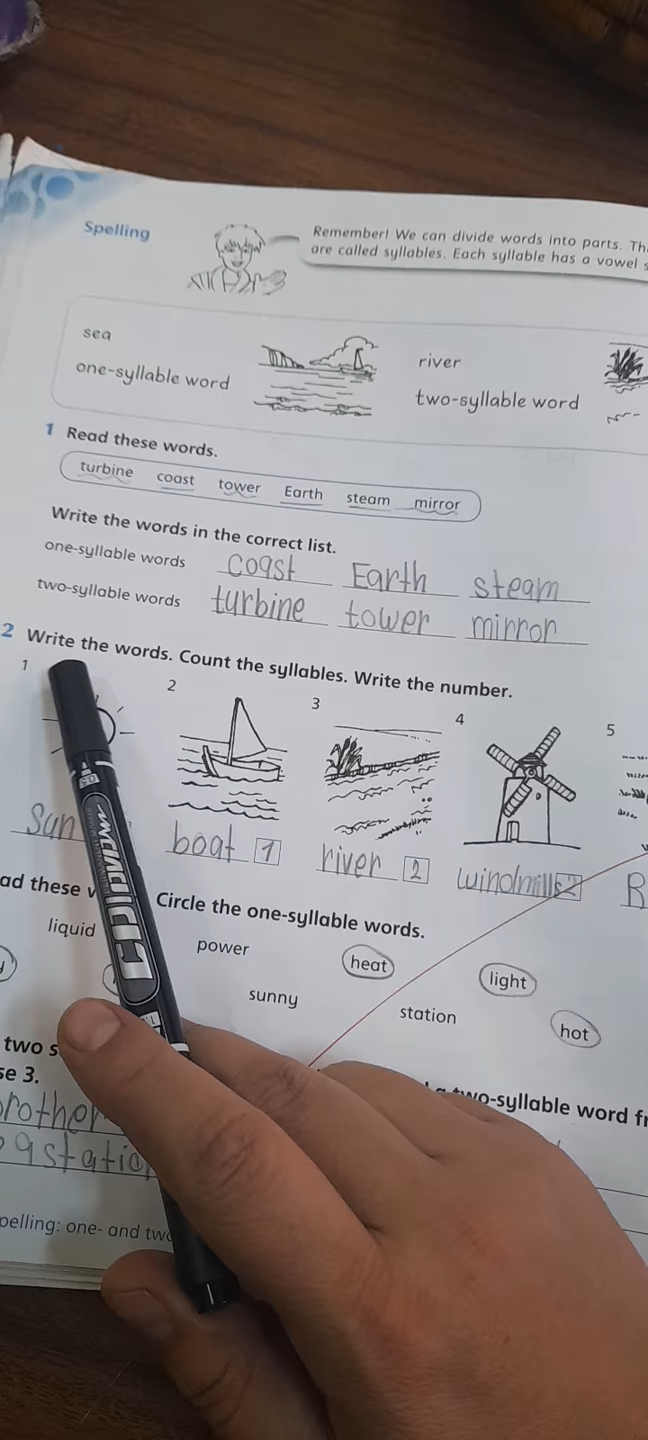 Spelling
Remember! We can divide words into parts. Th
are called syllables. Each syllable has a vowel s
sea
river
one-syllable word
two-syllable word
1 Read these words.
turbine coast tower Earth steam mirror
Write the words in the correct list.
one-syllable words coast Earth steam
two-syllable words turbine tower mirror
2 Write the words. Count the syllables. Write the number.
1 2 3 4 5
sun boat 1 river 2 windmills 2 R
ad these Circle the one-syllable words.
liquid power heat light
sunny station hot
two s a two-syllable word fr
se 3.
brother
statio
pelling: one- and tw